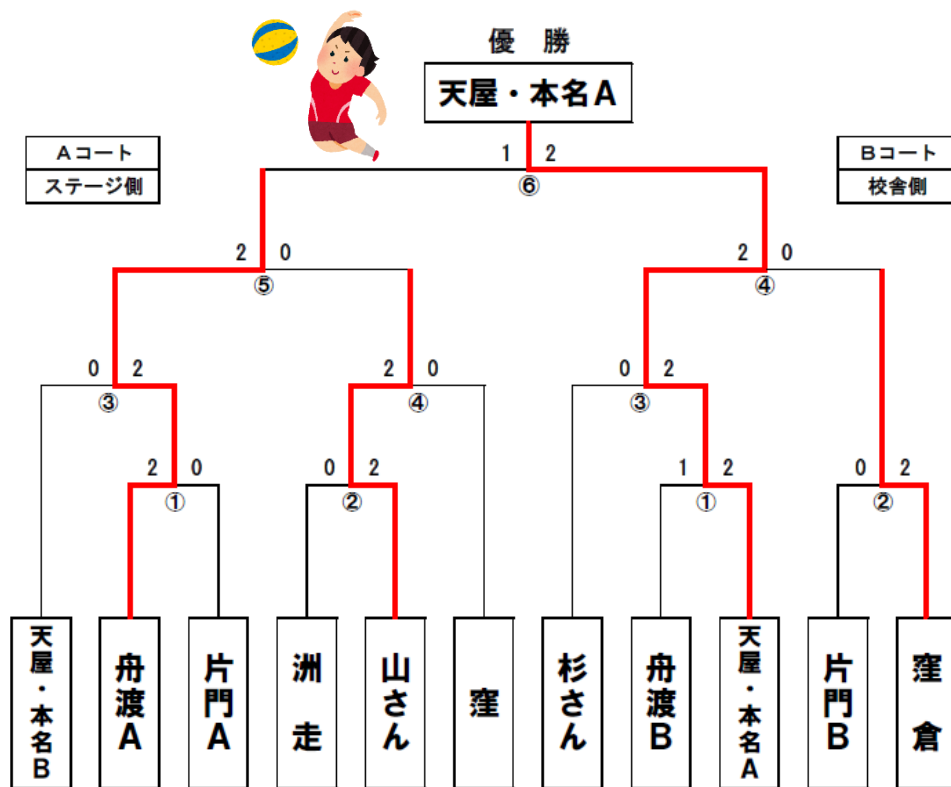 優 勝
天屋・本名A
Aコート
ステージ側
Bコート
校舎側
1 2
⑥
2 0
⑤
2 0
④
0 2
③
2 0
④
0 2
③
2 0
①
0 2
②
1 2
①
0 2
②
天屋・本名B
舟渡A
片門A
洲 走
山さん
窪
杉さん
舟渡B
天屋・本名A
片門B
窪 倉